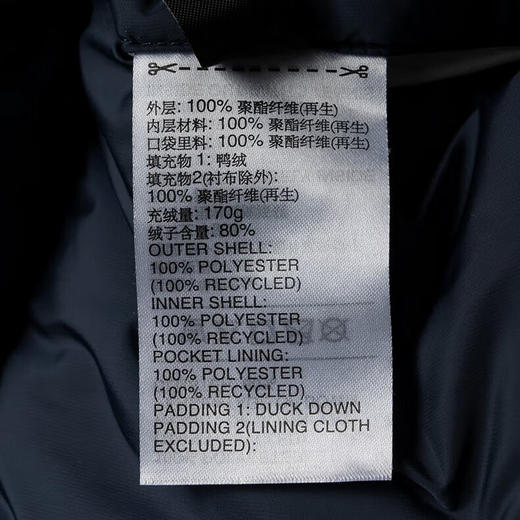 外层: 100% 聚酯纤维(再生)
内层材料: 100% 聚酯纤维(再生)
口袋里料: 100% 聚酯纤维(再生)
填充物 1: 鸭绒
填充物2(衬布除外):
100% 聚酯纤维(再生)
充绒量: 170g
绒子含量: 80%
OUTER SHELL:
100% POLYESTER
(100% RECYCLED)
INNER SHELL:
100% POLYESTER
(100% RECYCLED)
POCKET LINING:
100% POLYESTER
(100% RECYCLED)
PADDING 1: DUCK DOWN
PADDING 2(LINING CLOTH
EXCLUDED):